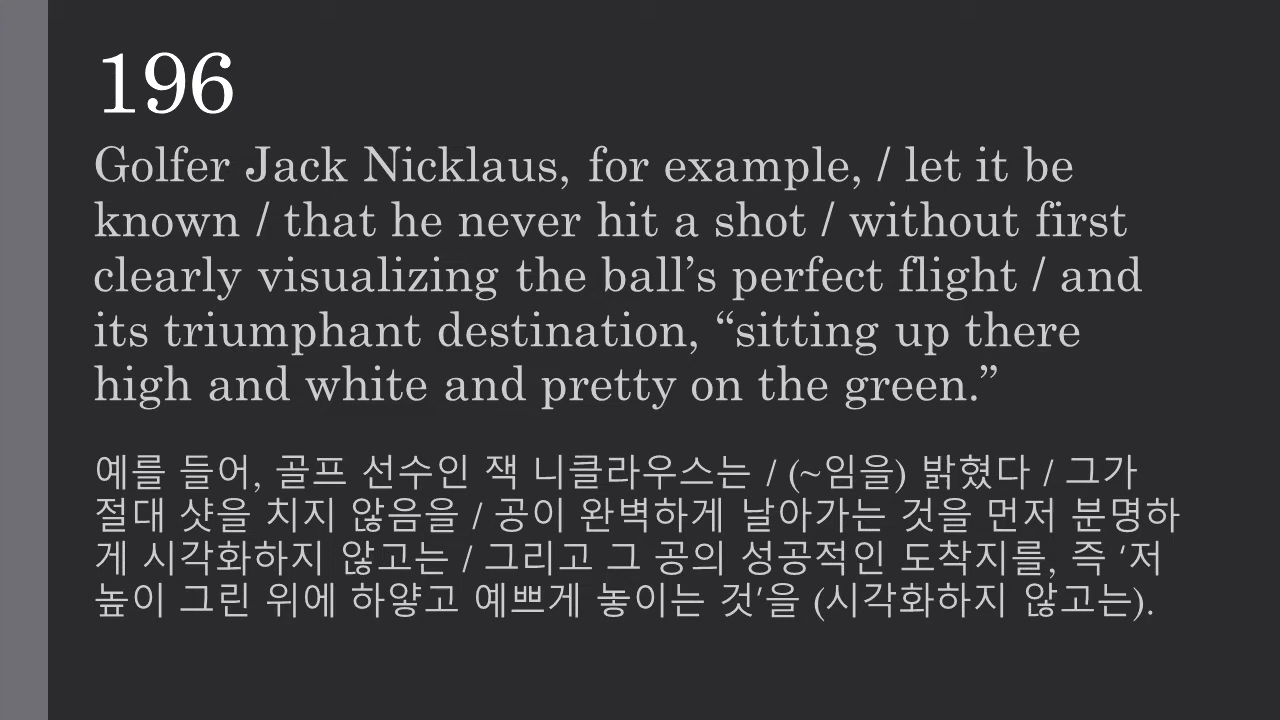 196
Golfer Jack Nicklaus, for example, / let it be
known / that he never hit a shot / without first
clearly visualizing the ball’s perfect flight / and
its triumphant destination, “sitting up there
high and white and pretty on the green.”
예를 들어, 골프 선수인 잭 니클라우스는 / (~임을) 밝혔다 / 그가
절대 샷을 치지 않음을 / 공이 완벽하게 날아가는 것을 먼저 분명하
게 시각화하지 않고는 / 그리고 그 공의 성공적인 도착지를, 즉 ‘저
높이 그린 위에 하얗고 예쁘게 놓이는 것’을 (시각화하지 않고는).